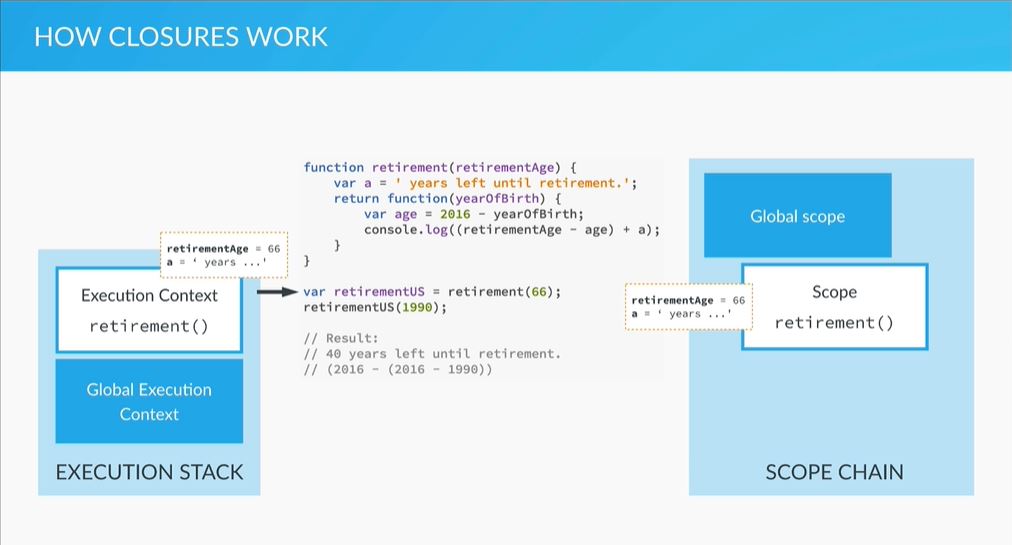 HOW CLOSURES WORK
retirementAge = 66
a = ‘ years ...'
Execution Context
retirement()
Global Execution
Context
EXECUTION STACK
function retirement(retirementAge) {
    var a = ' years left until retirement.';
    return function(yearOfBirth) {
        var age = 2016 - yearOfBirth;
        console.log((retirementAge - age) + a);
    }
}
var retirementUS = retirement(66);
retirementUS(1990);
// Result:
// 40 years left until retirement.
// (2016 - (2016 - 1990))
Global scope
retirementAge = 66
a = ‘ years ...'
Scope
retirement()
SCOPE CHAIN